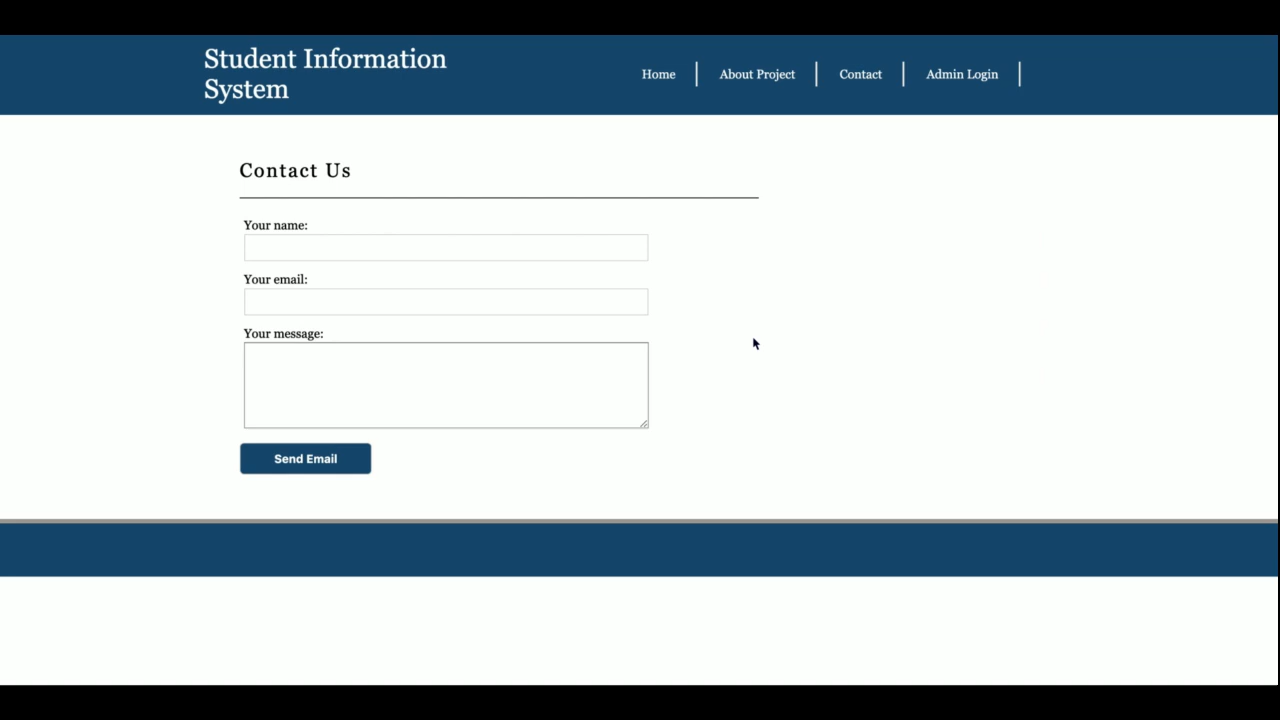 Student Information
System
Home
About Project
Contact
Admin Login
Contact Us
Your name:
Your email:
Your message:
Send Email